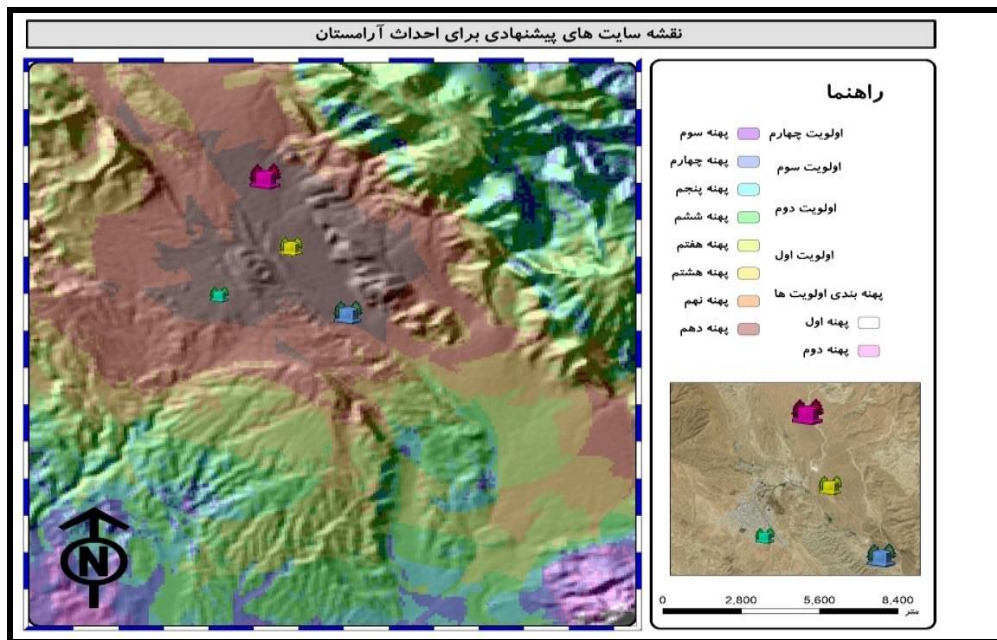 نقشه سایت های پیشنهادی برای احداث آرامستان
راهنما
اولویت چهارم
اولویت سوم
اولویت دوم
اولویت اول
پهنه بندی اولویت ها
پهنه اول
پهنه دوم
پهنه سوم
پهنه چهارم
پهنه پنجم
پهنه ششم
پهنه هفتم
پهنه هشتم
پهنه نهم
پهنه دهم
N
0 2,800 5,600 8,400
متر